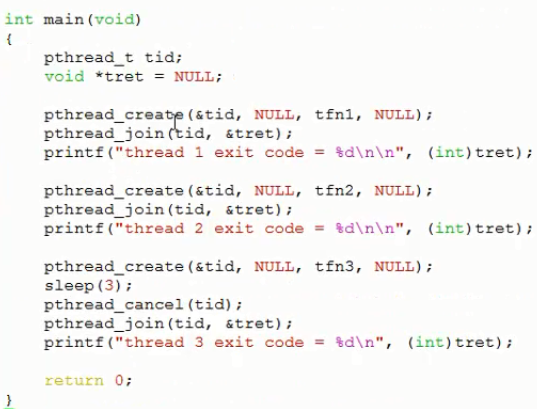 int main(void)
{
    pthread_t tid;
    void *tret = NULL;

    pthread_create(&tid, NULL, tfn1, NULL);
    pthread_join(tid, &tret);
    printf("thread 1 exit code = %d\n\n", (int)tret);

    pthread_create(&tid, NULL, tfn2, NULL);
    pthread_join(tid, &tret);
    printf("thread 2 exit code = %d\n\n", (int)tret);

    pthread_create(&tid, NULL, tfn3, NULL);
    sleep(3);
    pthread_cancel(tid);
    pthread_join(tid, &tret);
    printf("thread 3 exit code = %d\n", (int)tret);

    return 0;
}